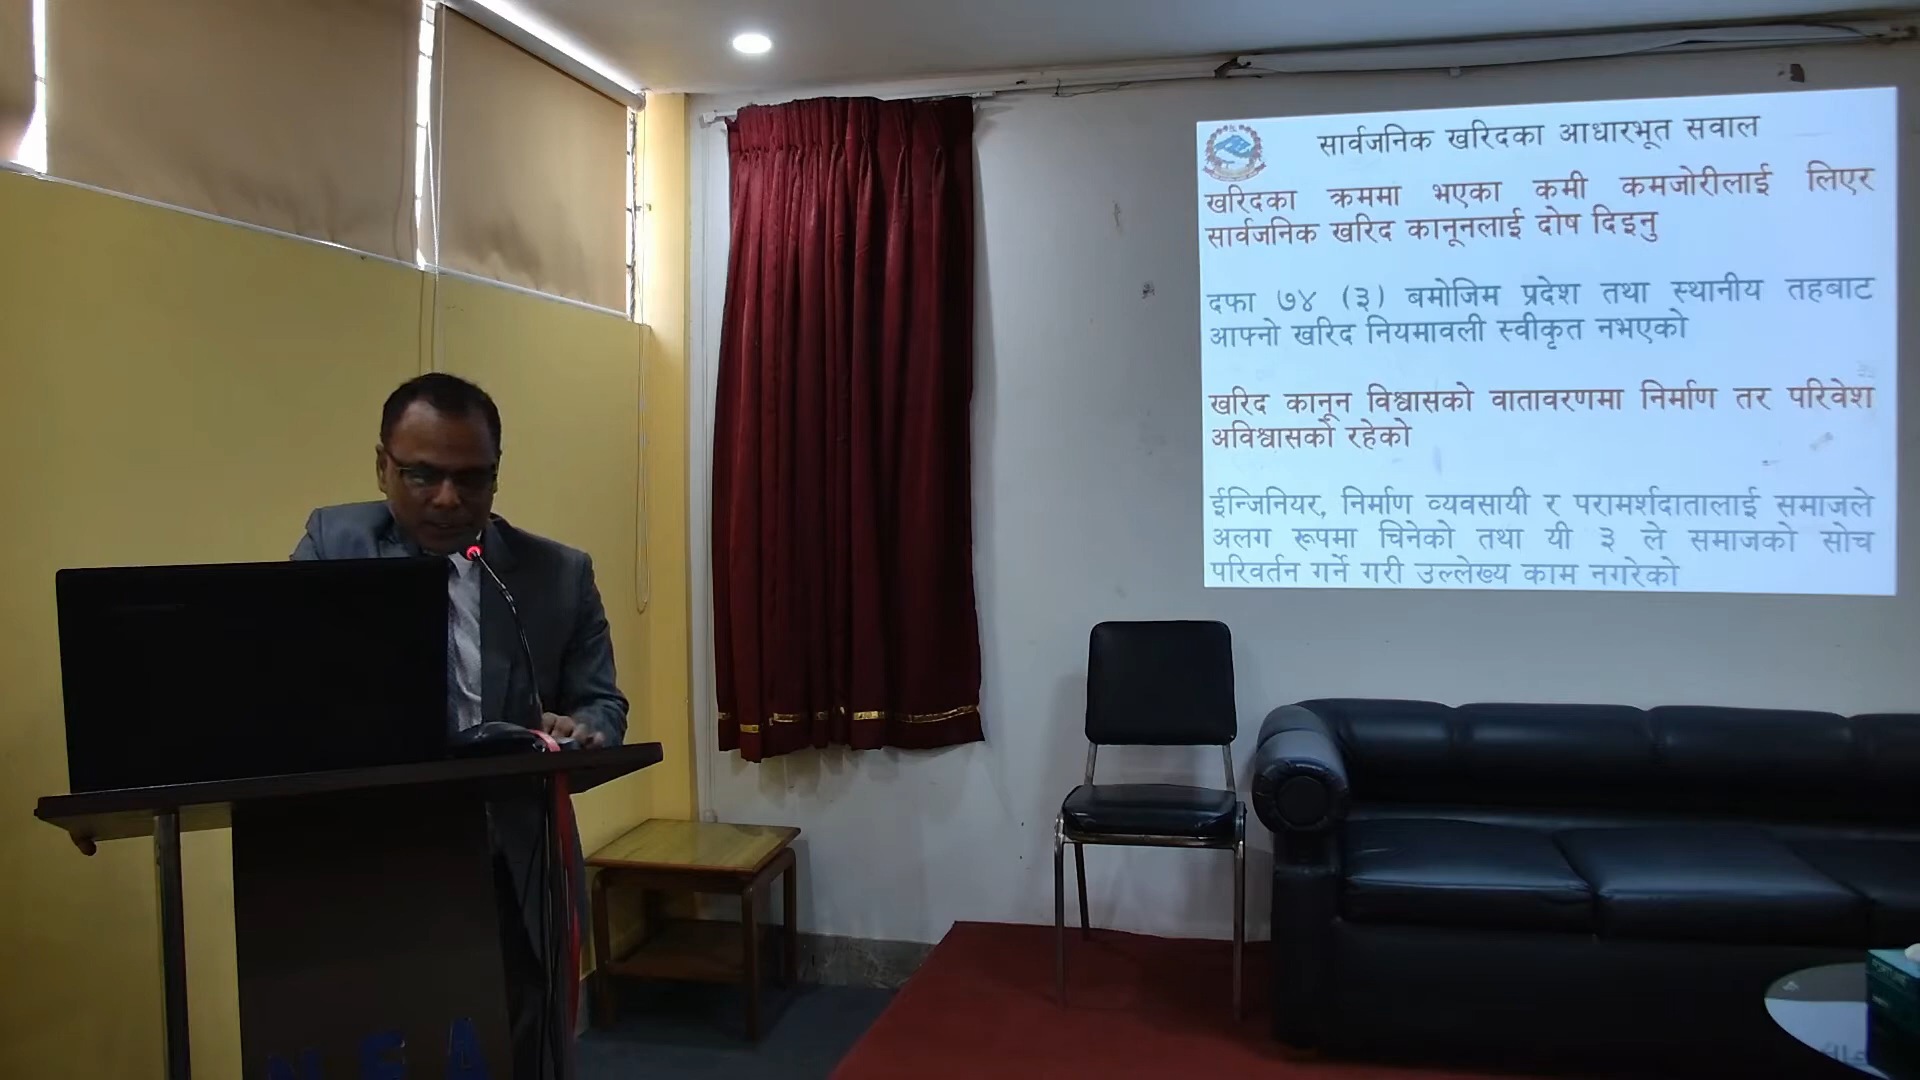 सार्वजनिक खरिदका आधारभूत सवाल
खरिदका क्रममा भएका कमी कमजोरीलाई लिएर
सार्वजनिक खरिद कानूनलाई दोष दिइनु
दफा ७४ (३) बमोजिम प्रदेश तथा स्थानीय तहबाट
आफ्नो खरिद नियमावली स्वीकृत नभएको
खरिद कानून विश्वासको वातावरणमा निर्माण तर परिवेश
अविश्वासको रहेको
ईन्जिनियर, निर्माण व्यवसायी र परामर्शदातालाई समाजले
अलग रूपमा चिनेको तथा यी ३ ले समाजको सोच
परिवर्तन गर्ने गरी उल्लेख्य काम नगरेको
NEA